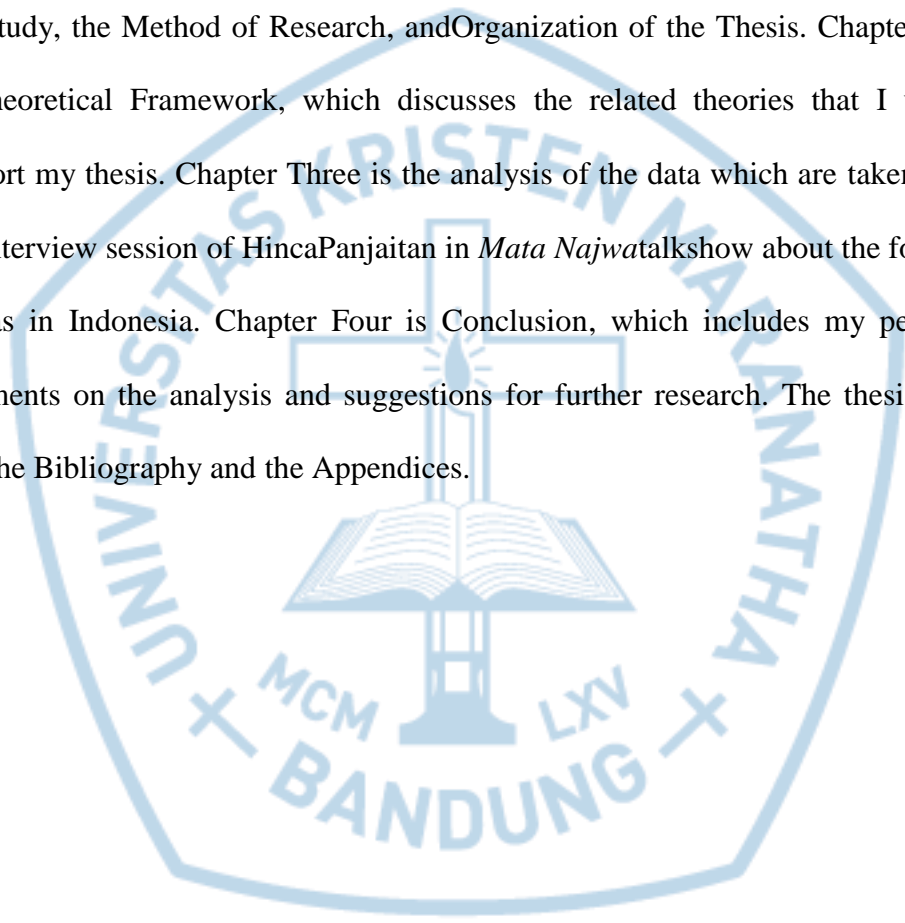 tudy, the Method of Research, andOrganization of the Thesis. Chapte
heoretical Framework, which discusses the related theories that I
ort my thesis. Chapter Three is the analysis of the data which are taken
nterview session of HincaPanjaitan in Mata Najwatalkshow about the fo
as in Indonesia. Chapter Four is Conclusion, which includes my pe
nents on the analysis and suggestions for further research. The thesi
he Bibliography and the Appendices.
UNIVERSITAS KRISTEN MARANATHA
MCM LXV
BANDUNG